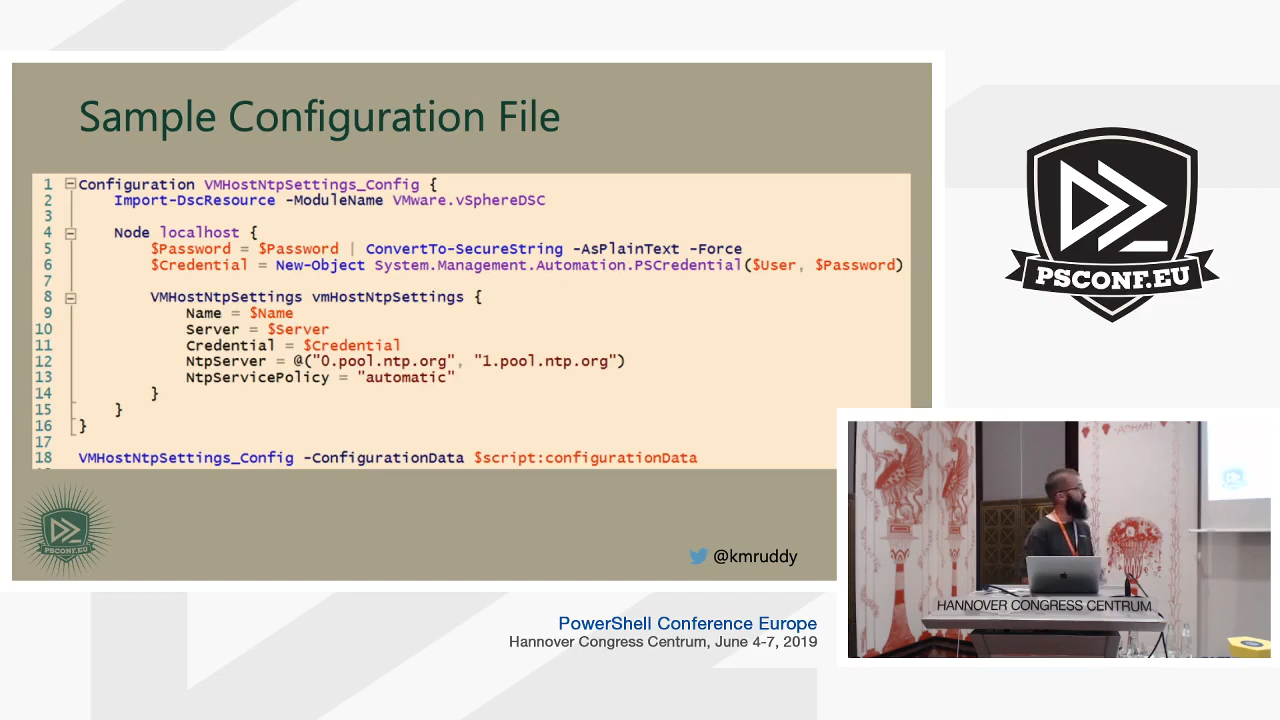 Sample Configuration File
1 Configuration VMHostNtpSettings_Config {
2 Import-DscResource -ModuleName VMware.vSphereDSC
3
4 Node localhost {
5 $Password = $Password | ConvertTo-SecureString -AsPlainText -Force
6 $Credential = New-Object System.Management.Automation.PSCredential($User, $Password)
7
8 VMHostNtpSettings vmHostNtpSettings {
9 Name = $Name
10 Server = $Server
11 Credential = $Credential
12 NtpServer = @("0.pool.ntp.org", "1.pool.ntp.org")
13 NtpServicePolicy = "automatic"
14 }
15 }
16 }
17
18 VMHostNtpSettings_Config -ConfigurationData $script:configurationData
PSCONF.EU
@kmruddy
PSCONF.EU
HANNOVER CONGRESS CENTRUM
PowerShell Conference Europe
Hannover Congress Centrum, June 4-7, 2019